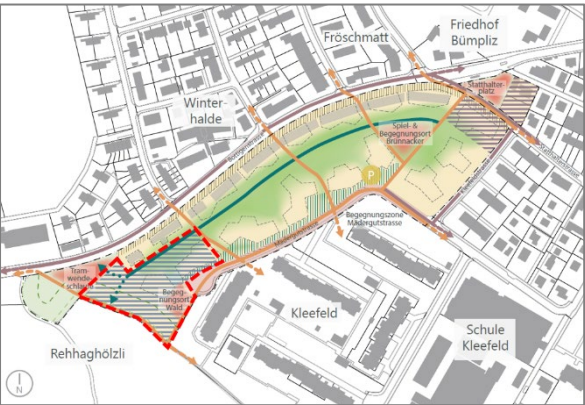 Friedhof
Bümpliz
Fröschmatt
Statthalter-
platz
Winter-
halde
Spiel- &
Begegnungsort
Brünnacker
P
Begegnungszone
Mädergutstrasse
Tram-
wende-
schlaufe
Begeg-
nungsort
Wald
Kleefeld
Schule
Kleefeld
Rehhaghölzli
N